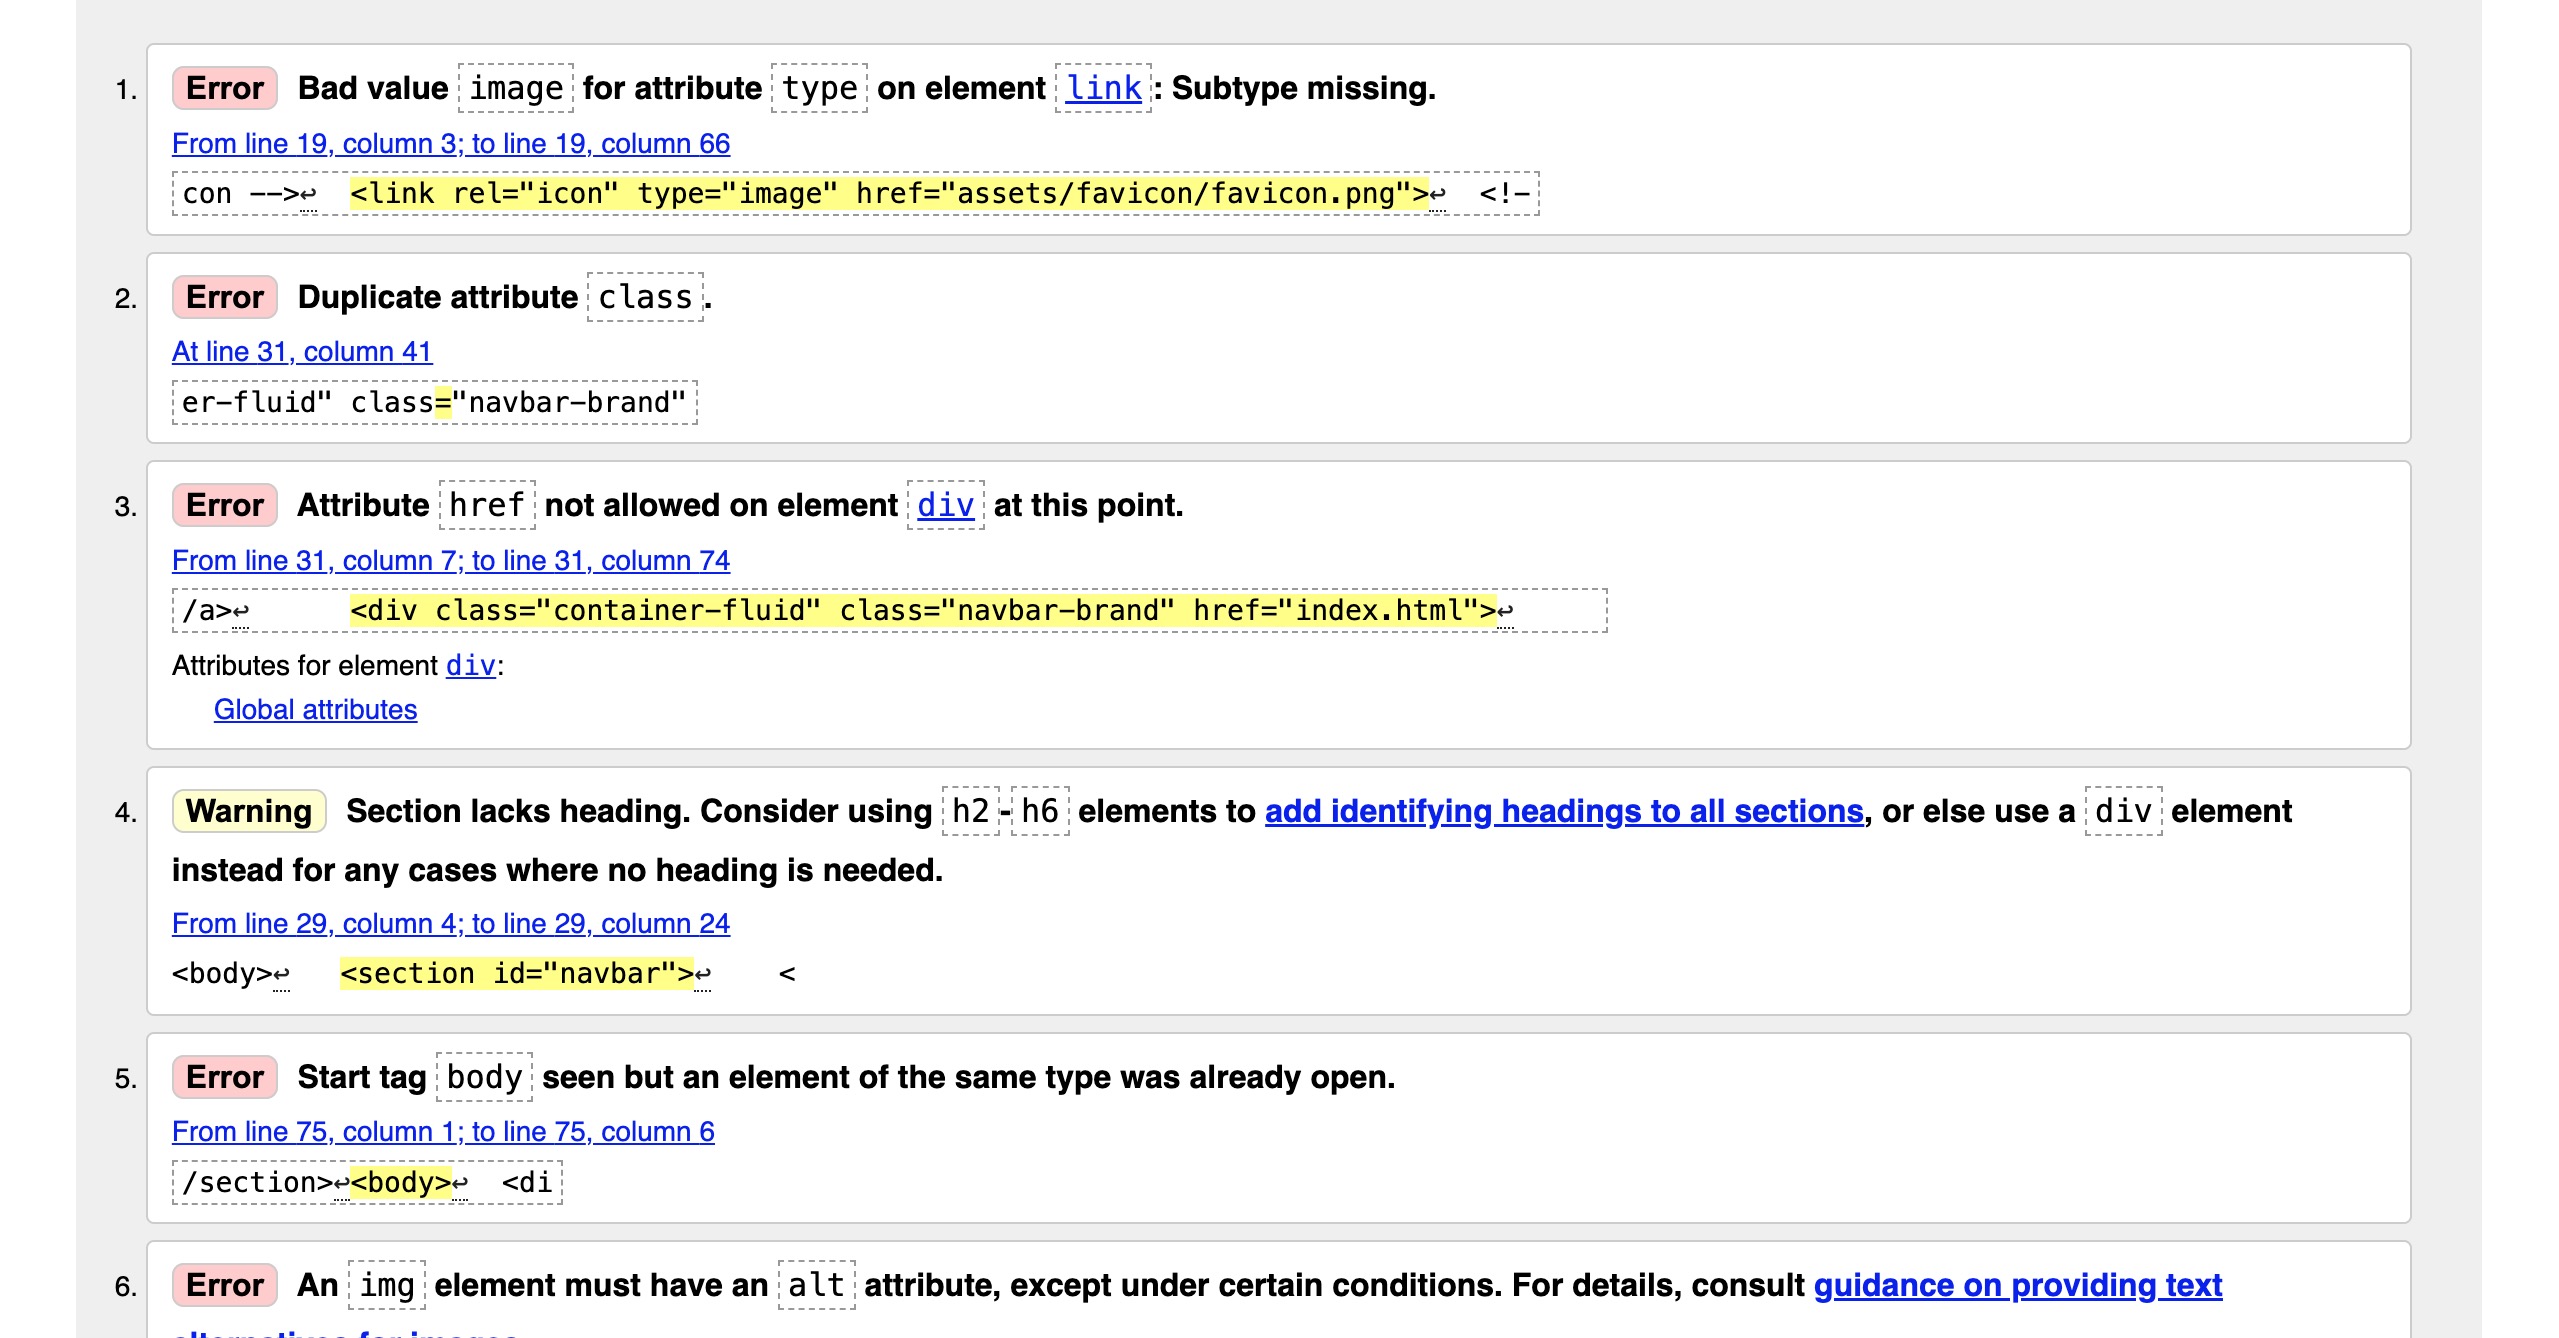 1. Error Bad value image for attribute type on element link: Subtype missing.
From line 19, column 3; to line 19, column 66
con -->↩  <link rel="icon" type="image" href="assets/favicon/favicon.png">↩  <!-
2. Error Duplicate attribute class.
At line 31, column 41
er-fluid" class="navbar-brand"
3. Error Attribute href not allowed on element div at this point.
From line 31, column 7; to line 31, column 74
/a>↩      <div class="container-fluid" class="navbar-brand" href="index.html">↩
Attributes for element div:
Global attributes
4. Warning Section lacks heading. Consider using h2-h6 elements to add identifying headings to all sections, or else use a div element
instead for any cases where no heading is needed.
From line 29, column 4; to line 29, column 24
<body>↩   <section id="navbar">↩    <
5. Error Start tag body seen but an element of the same type was already open.
From line 75, column 1; to line 75, column 6
/section>↩<body>↩  <di
6. Error An img element must have an alt attribute, except under certain conditions. For details, consult guidance on providing text
alternatives for images